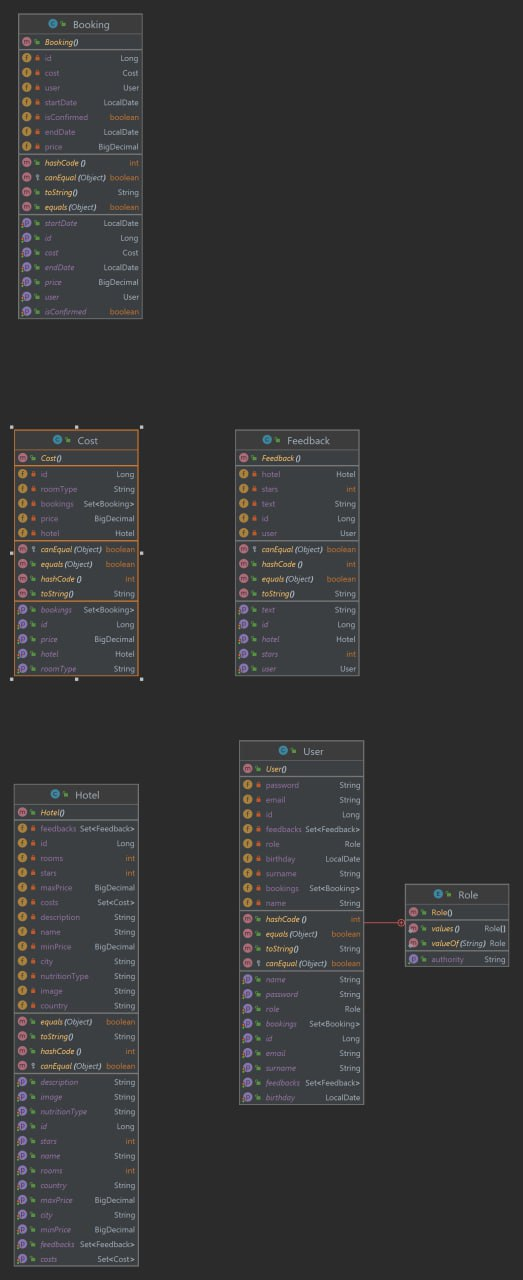 Booking
Booking()
id Long
cost Cost
user User
startDate LocalDate
isConfirmed boolean
endDate LocalDate
price BigDecimal
hashCode () int
canEqual (Object) boolean
toString() String
equals (Object) boolean
startDate LocalDate
id Long
cost Cost
endDate LocalDate
price BigDecimal
user User
isConfirmed boolean
Cost
Cost()
id Long
roomType String
bookings Set<Booking>
price BigDecimal
hotel Hotel
canEqual (Object) boolean
equals (Object) boolean
hashCode () int
toString() String
bookings Set<Booking>
id Long
price BigDecimal
hotel Hotel
roomType String
Feedback
Feedback ()
hotel Hotel
stars int
text String
id Long
user User
canEqual (Object) boolean
hashCode () int
equals (Object) boolean
toString() String
text String
id Long
hotel Hotel
stars int
user User
Hotel
Hotel()
feedbacks Set<Feedback>
id Long
rooms int
stars int
maxPrice BigDecimal
costs Set<Cost>
description String
name String
minPrice BigDecimal
city String
nutritionType String
image String
country String
equals (Object) boolean
toString() String
hashCode () int
canEqual (Object) boolean
description String
image String
nutritionType String
id Long
stars int
name String
rooms int
country String
maxPrice BigDecimal
city String
minPrice BigDecimal
feedbacks Set<Feedback>
costs Set<Cost>
User
User()
password String
email String
id Long
feedbacks Set<Feedback>
role Role
birthday LocalDate
surname String
bookings Set<Booking>
name String
hashCode () int
equals (Object) boolean
toString() String
canEqual (Object) boolean
name String
password String
role Role
bookings Set<Booking>
id Long
email String
surname String
feedbacks Set<Feedback>
birthday LocalDate
Role
Role()
values () Role[]
valueOf (String) Role
authority String